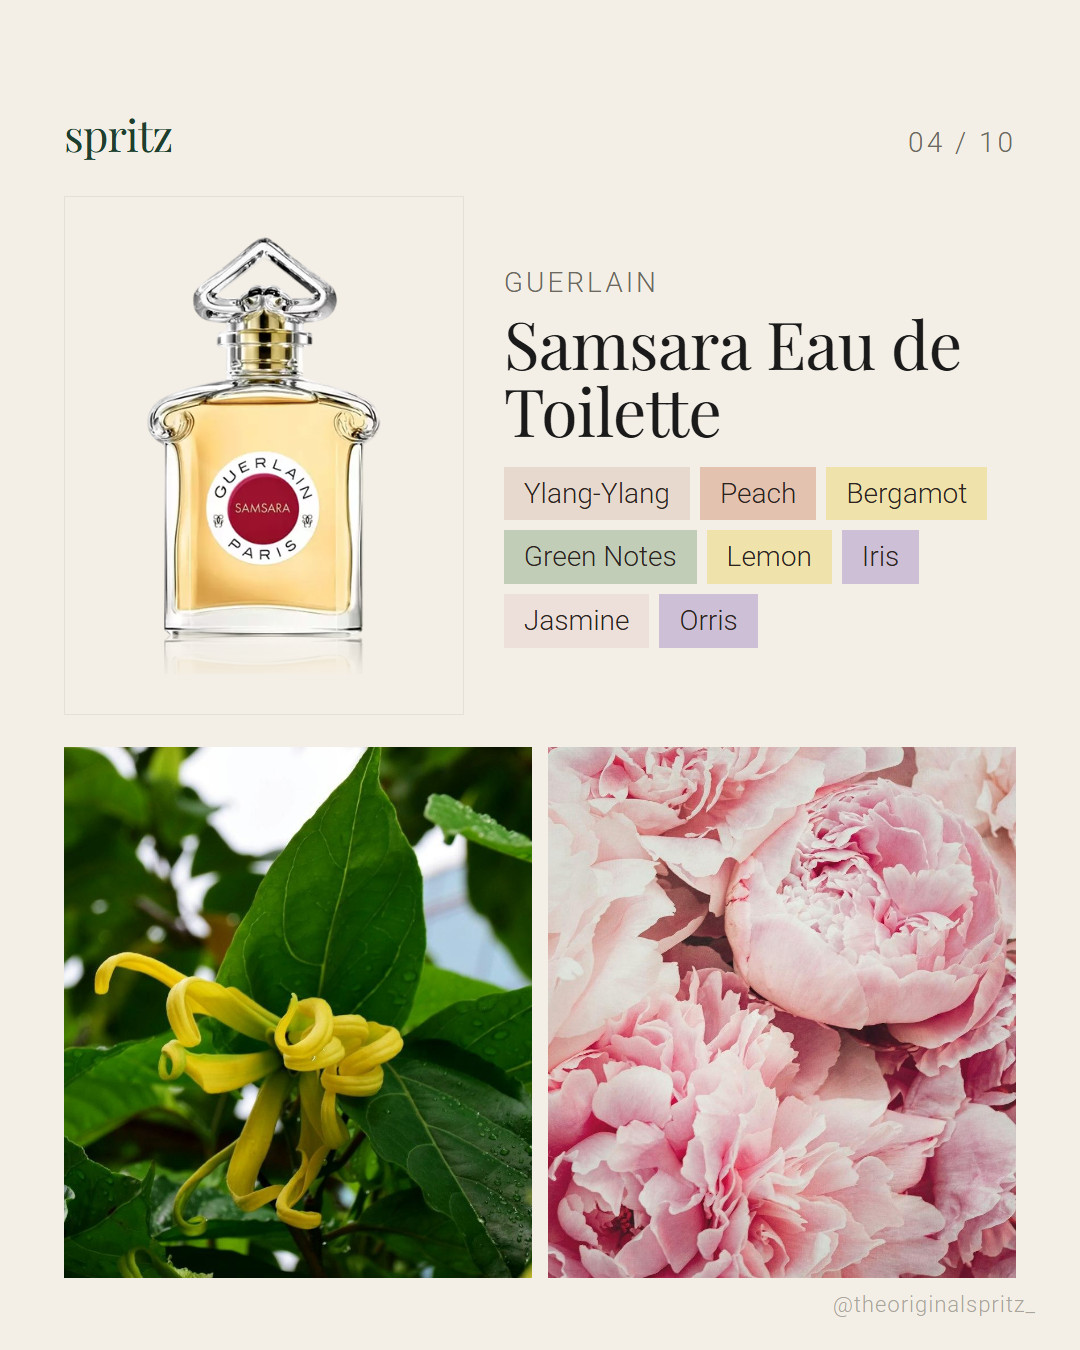 spritz
04 / 10
GUERLAIN
PARIS
SAMSARA
GUERLAIN
Samsara Eau de
Toilette
Ylang-Ylang
Peach
Bergamot
Green Notes
Lemon
Iris
Jasmine
Orris
@theoriginalspritz_